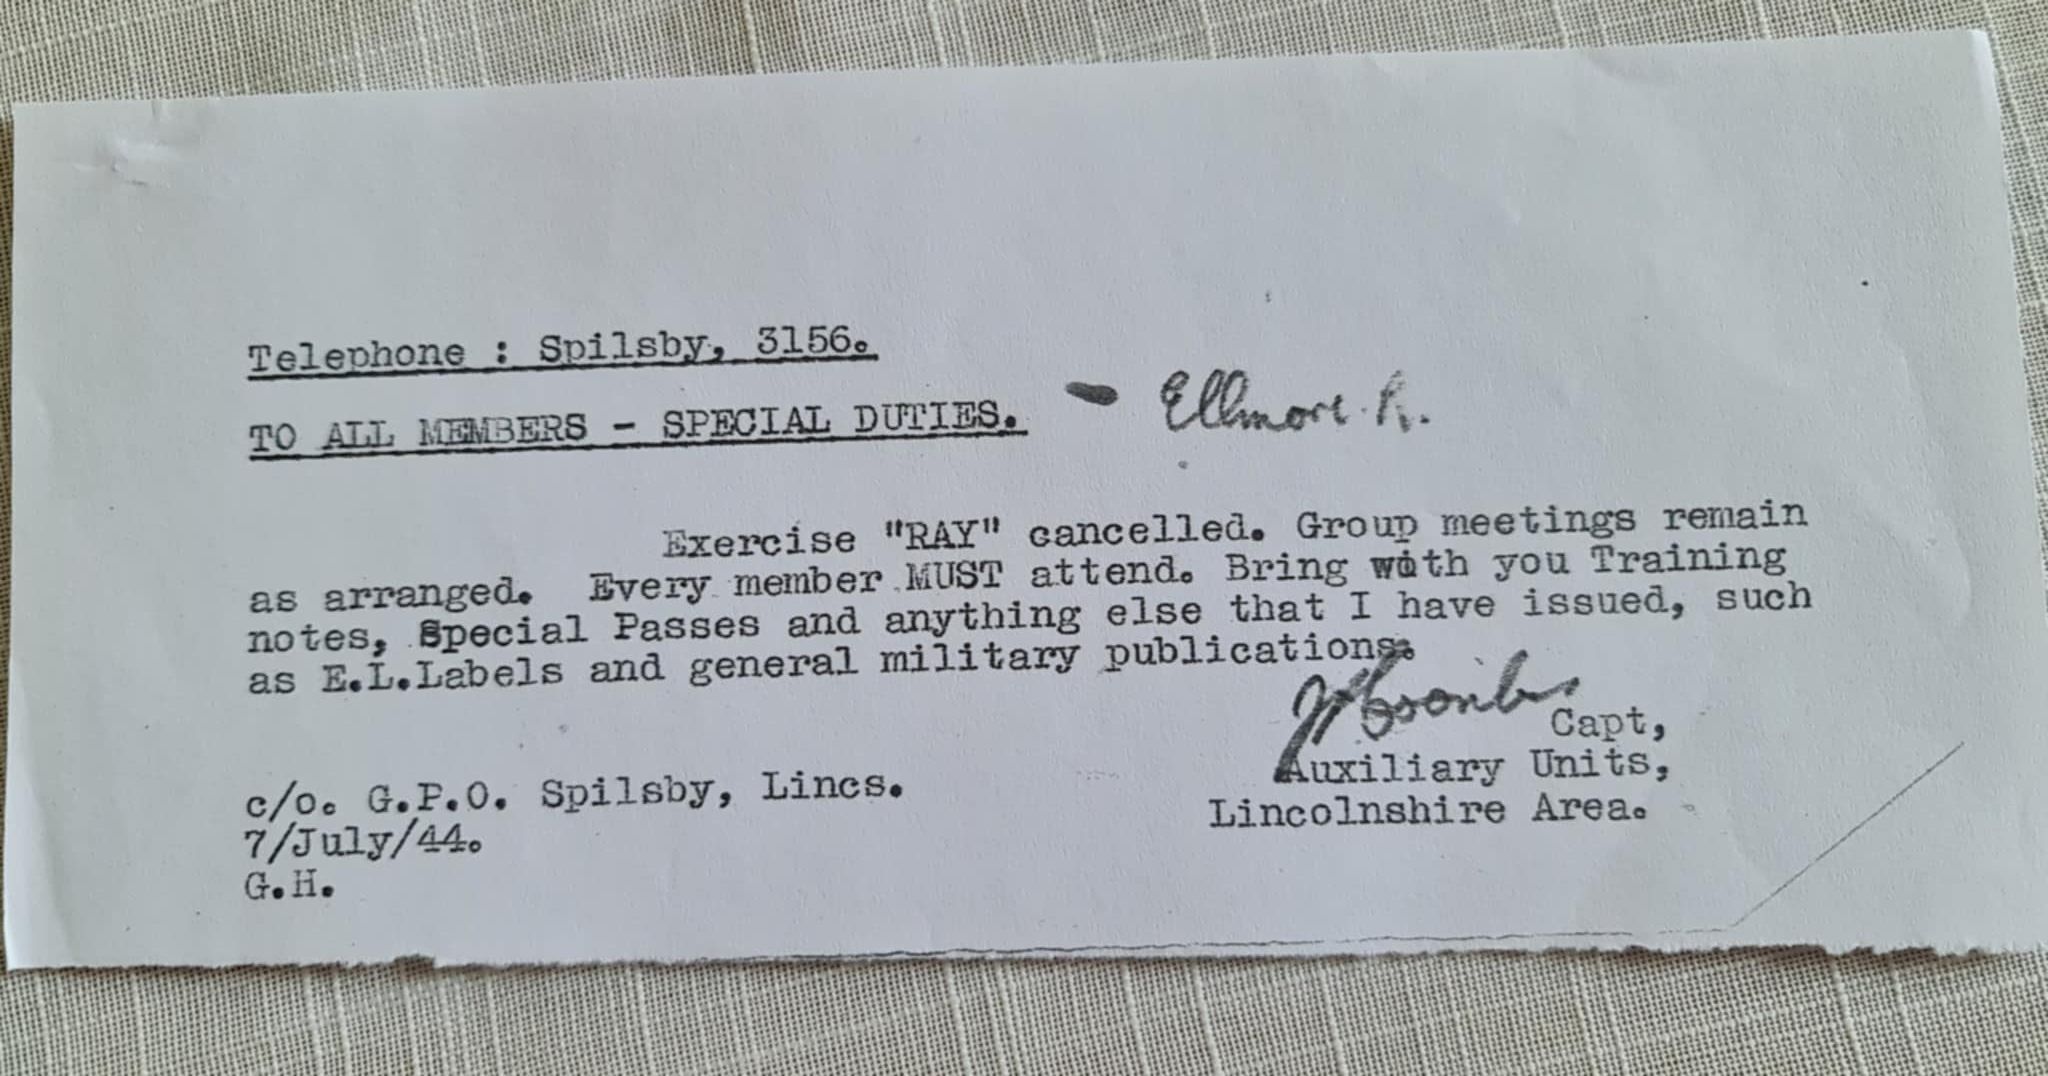 Telephone : Spilsby, 3156.
TO ALL MEMBERS - SPECIAL DUTIES. - Ellmore. R.
Exercise "RAY" cancelled. Group meetings remain
as arranged. Every member MUST attend. Bring with you Training
notes, Special Passes and anything else that I have issued, such
as E.L.Labels and general military publications.
Capt,
Auxiliary Units,
Lincolnshire Area.
c/o. G.P.O. Spilsby, Lincs.
7/July/44.
G.H.